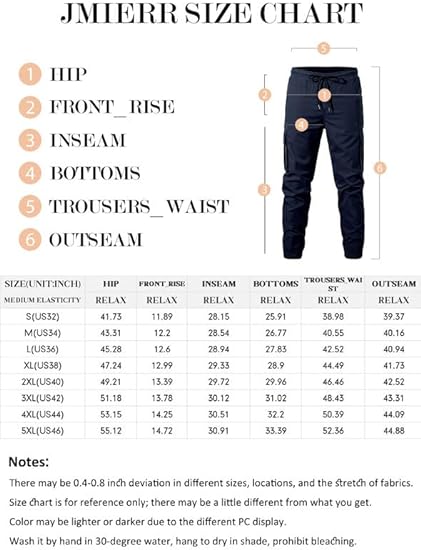 JMIERR SIZE CHART
1 HIP
2 FRONT_RISE
3 INSEAM
4 BOTTOMS
5 TROUSERS_WAIST
6 OUTSEAM
5
1
2
4
3
6
SIZE(UNIT:INCH) HIP FRONT_RISE INSEAM BOTTOMS TROUSERS_WAI
ST OUTSEAM
MEDIUM ELASTICITY RELAX RELAX RELAX RELAX RELAX RELAX
S(US32) 41.73 11.89 28.15 25.91 38.98 39.37
M(US34) 43.31 12.2 28.54 26.77 40.55 40.16
L(US36) 45.28 12.6 28.94 27.83 42.52 40.94
XL(US38) 47.24 12.99 29.33 28.9 44.49 41.73
2XL(US40) 49.21 13.39 29.72 29.96 46.46 42.52
3XL(US42) 51.18 13.78 30.12 31.02 48.43 43.31
4XL(US44) 53.15 14.25 30.51 32.2 50.39 44.09
5XL(US46) 55.12 14.72 30.91 33.39 52.36 44.88
Notes:
There may be 0.4-0.8 inch deviation in different sizes, locations, and the stretch of fabrics.
Size chart is for reference only; there may be a little different from what you get.
Color may be lighter or darker due to the different PC display.
Wash it by hand in 30-degree water, hang to dry in shade, prohibit bleaching.